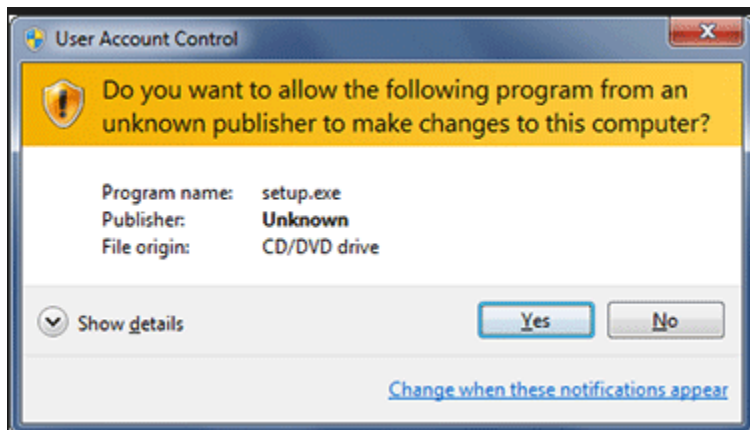 User Account Control
Do you want to allow the following program from an
unknown publisher to make changes to this computer?
Program name: setup.exe
Publisher: Unknown
File origin: CD/DVD drive
Show details
Yes
No
Change when these notifications appear